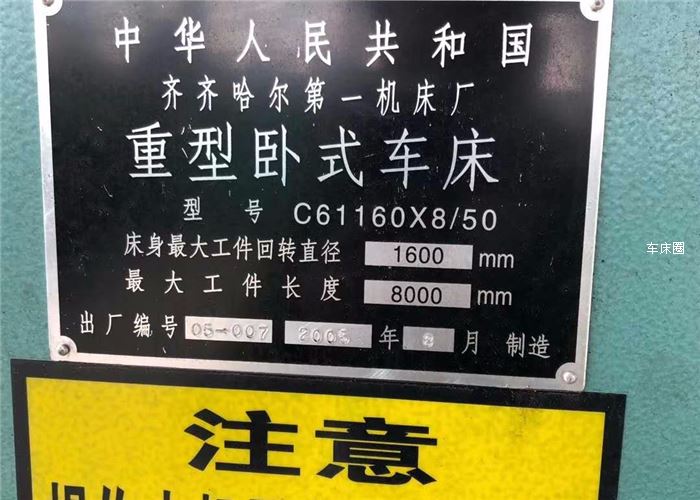 中华人民共和国
齐齐哈尔第一机床厂
重型卧式车床
型号 C61160X8/50
床身最大工件回转直径 1600 mm
最大工件长度 8000 mm
出厂编号 05-007 年 月 制造
车床圈
注意